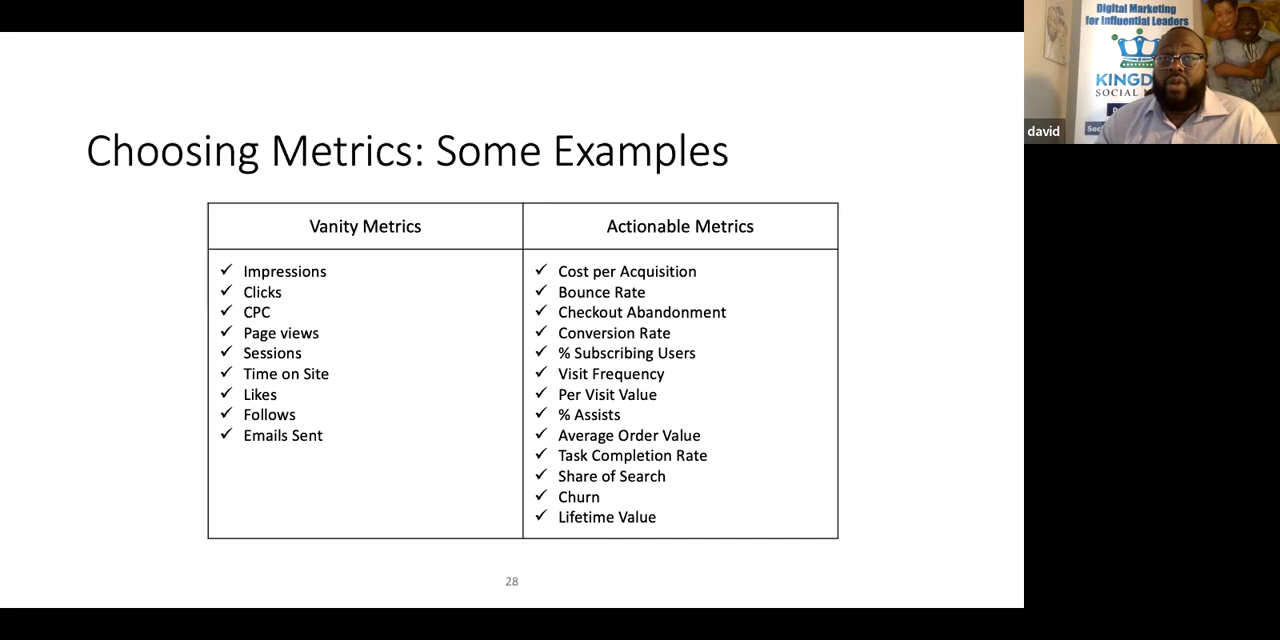 Choosing Metrics: Some Examples
Vanity Metrics
Actionable Metrics
✓ Impressions
✓ Clicks
✓ CPC
✓ Page views
✓ Sessions
✓ Time on Site
✓ Likes
✓ Follows
✓ Emails Sent
✓ Cost per Acquisition
✓ Bounce Rate
✓ Checkout Abandonment
✓ Conversion Rate
✓ % Subscribing Users
✓ Visit Frequency
✓ Per Visit Value
✓ % Assists
✓ Average Order Value
✓ Task Completion Rate
✓ Share of Search
✓ Churn
✓ Lifetime Value
28
Digital Marketing
for Influential Leaders
KINGD
SOCIAL
david